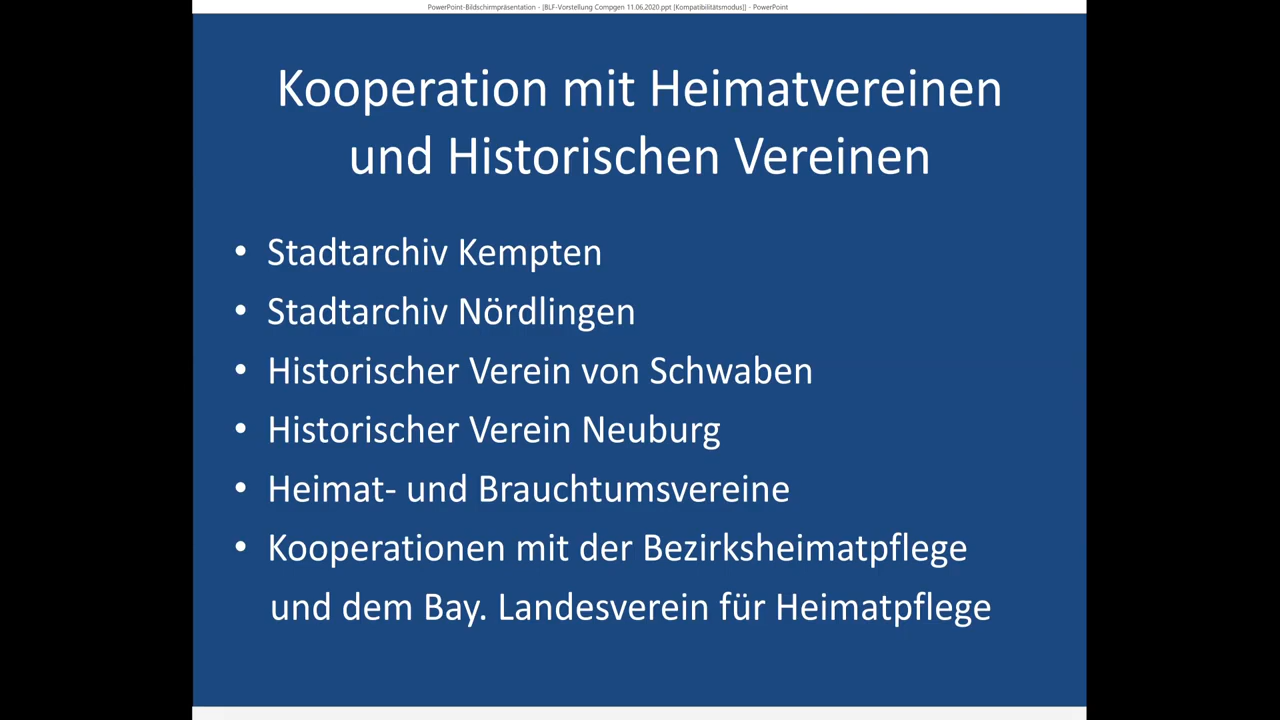 PowerPoint-Bildschirmpräsentation - [BLF-Vorstellung Compgen 11.06.2020.ppt [Kompatibilitätsmodus]] - PowerPoint
Kooperation mit Heimatvereinen
und Historischen Vereinen
• Stadtarchiv Kempten
• Stadtarchiv Nördlingen
• Historischer Verein von Schwaben
• Historischer Verein Neuburg
• Heimat- und Brauchtumsvereine
• Kooperationen mit der Bezirksheimatpflege
und dem Bay. Landesverein für Heimatpflege